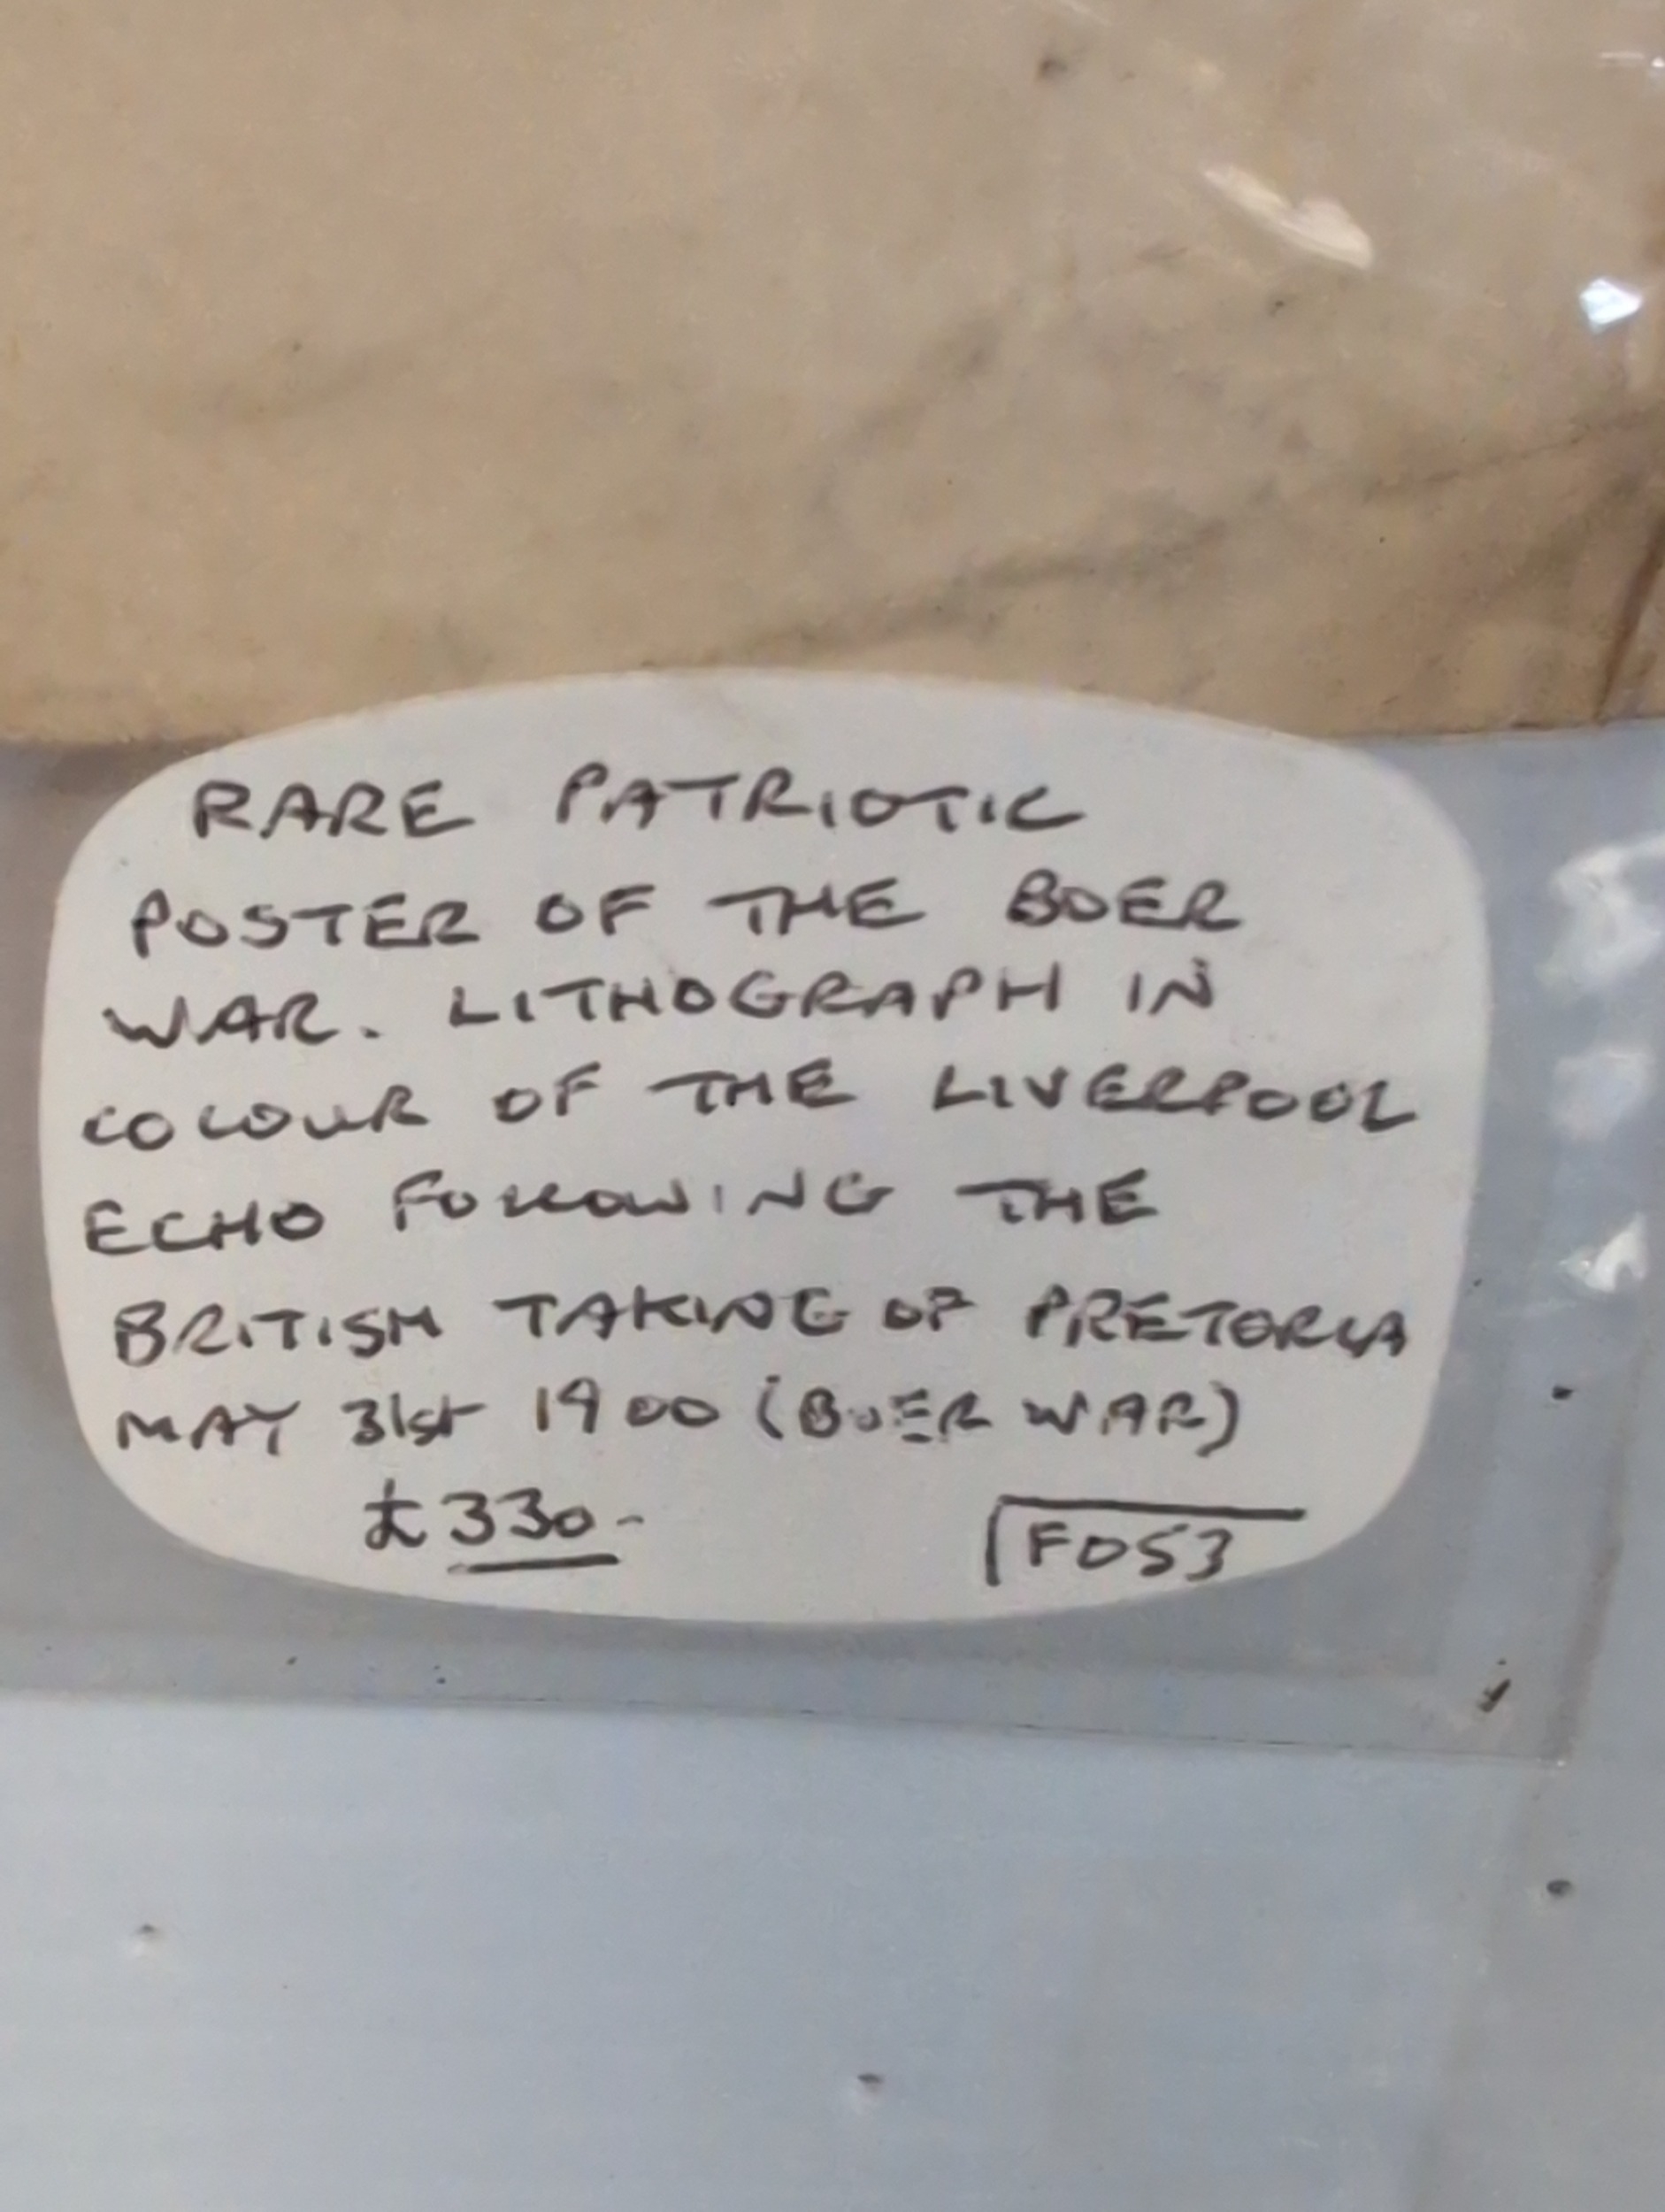 RARE PATRIOTIC
POSTER OF THE BOER
WAR. LITHOGRAPH IN
COLOUR OF THE LIVERPOOL
ECHO FOLLOWING THE
BRITISH TAKING OF PRETORIA
MAY 31st 1900 (BOER WAR)
£330-
FO53